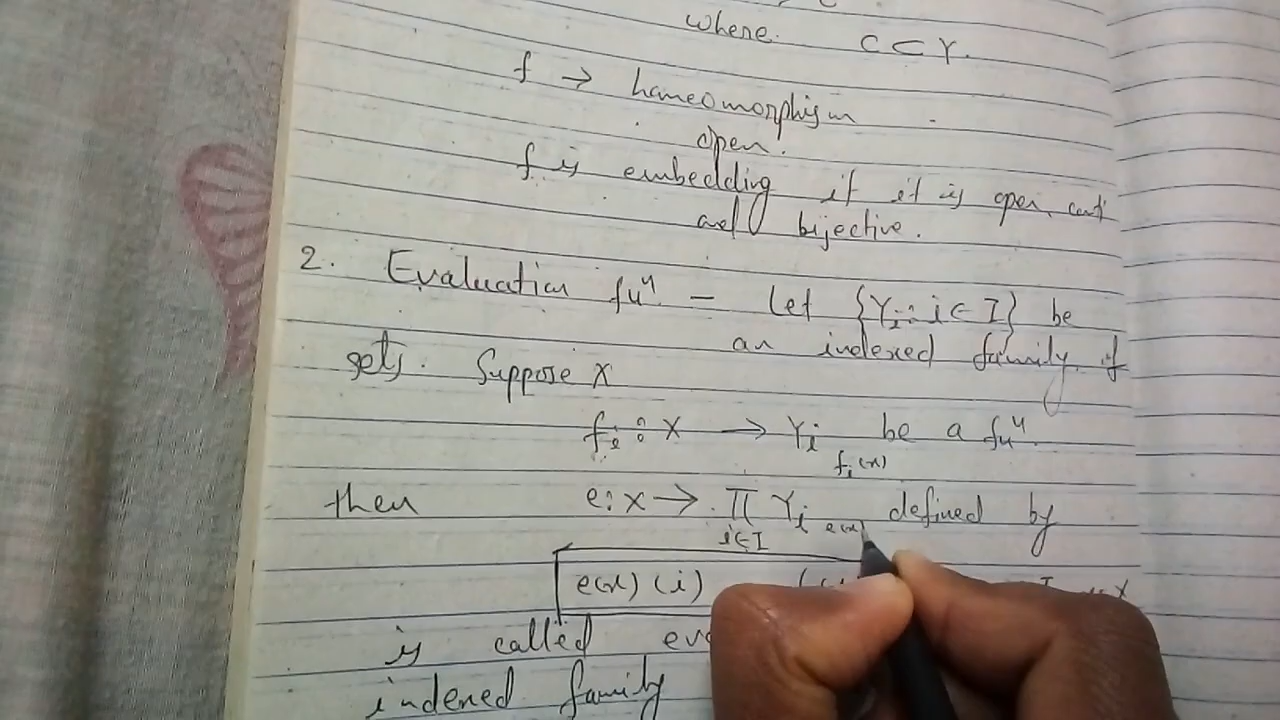 where. C ⊂ Y.
f → homeomorphism
open.
f is embedding if it is open, cont
and bijective.
2. Evaluation fuⁿ – Let {Yi : i ∈ I} be
an indexed family of
sets. Suppose X
fi : X → Yi be a fuⁿ.
fi(x)
then e: X → ∏ Yi defined by
i∈I e(x)
e(x) (i)
is called
indexed family